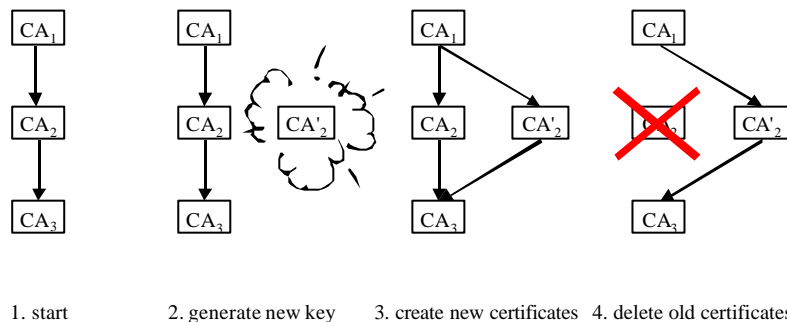 CA₁ CA₁ CA₁ CA₁
CA₂ CA₂ CA'₂ CA₂ CA'₂ CA₂ CA'₂
CA₃ CA₃ CA₃ CA₃
1. start 2. generate new key 3. create new certificates 4. delete old certificates